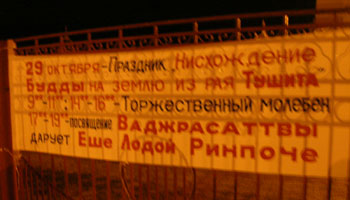 29 октября - Праздник „Нисхождение
Будды на землю из рая Тушита"
9⁰⁰-11⁰⁰; 14⁰⁰-16⁰⁰ - Торжественный молебен
17⁰⁰-19⁰⁰ - посвящение Ваджрасаттвы
дарует Еше Лодой Ринпоче